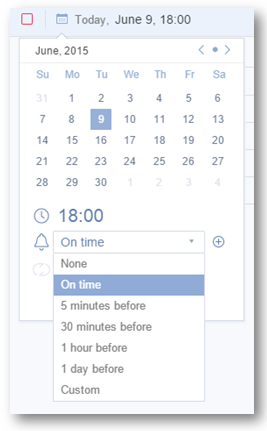 Today, June 9, 18:00
June, 2015
Su Mo Tu We Th Fr Sa
31 1 2 3 4 5 6
7 8 9 10 11 12 13
14 15 16 17 18 19 20
21 22 23 24 25 26 27
28 29 30 1 2 3 4
18:00
On time
None
On time
5 minutes before
30 minutes before
1 hour before
1 day before
Custom